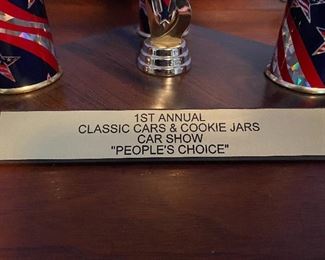 1ST ANNUAL
CLASSIC CARS & COOKIE JARS
CAR SHOW
"PEOPLE'S CHOICE"